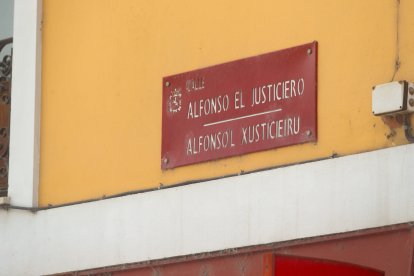 CALLE
ALFONSO EL JUSTICIERO
ALFONSOL XUSTICIERU